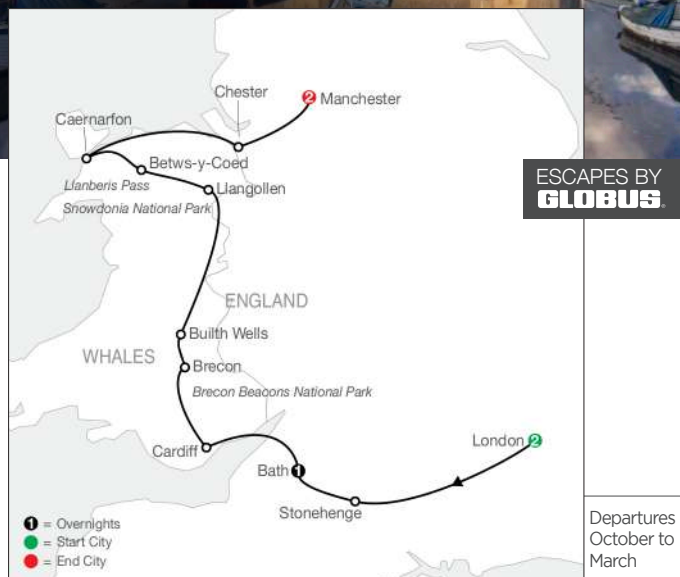 Chester
2 Manchester
Caernarfon
Betws-y-Coed
Llanberis Pass
Llangollen
Snowdonia National Park
ESCAPES BY
GLOBUS.
ENGLAND
Builth Wells
WHALES
Brecon
Brecon Beacons National Park
London 2
Cardiff
Bath 1
Stonehenge
1 = Overnights
= Start City
= End City
Departures
October to
March